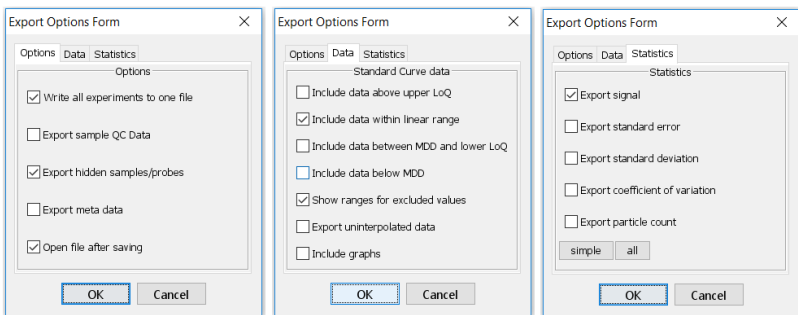 Export Options Form
Options Data Statistics
Options
Write all experiments to one file
Export sample QC Data
Export hidden samples/probes
Export meta data
Open file after saving
OK Cancel
Export Options Form
Options Data Statistics
Standard Curve data
Include data above upper LoQ
Include data within linear range
Include data between MDD and lower LoQ
Include data below MDD
Show ranges for excluded values
Export uninterpolated data
Include graphs
OK Cancel
Export Options Form
Options Data Statistics
Statistics
Export signal
Export standard error
Export standard deviation
Export coefficient of variation
Export particle count
simple all
OK Cancel